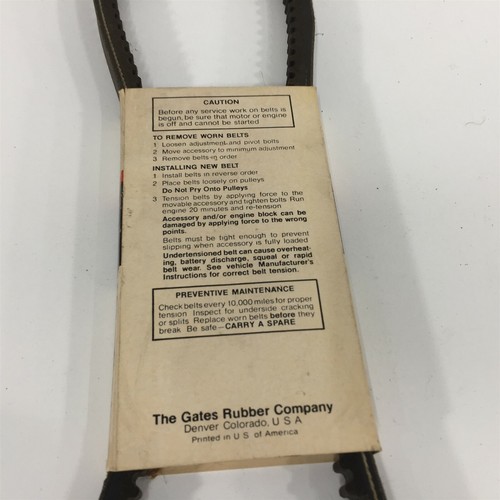 CAUTION
Before any service work on belts is
begun, be sure that motor or engine
is off and cannot be started
TO REMOVE WORN BELTS
1 Loosen adjustment and pivot bolts
2 Move accessory to minimum adjustment
3 Remove belts in order
INSTALLING NEW BELT
1 Install belts in reverse order
2 Place belts loosely on pulleys
Do Not Pry Onto Pulleys
3 Tension belts by applying force to the
movable accessory and tighten bolts Run
engine 20 minutes and re-tension
Accessory and/or engine block can be
damaged by applying force to the wrong
points.
Belts must be tight enough to prevent
slipping when accessory is fully loaded
Undertensioned belt can cause overheat-
ing, battery discharge, squeal or rapid
belt wear. See vehicle Manufacturer's
Instructions for correct belt tension.
PREVENTIVE MAINTENANCE
Check belts every 10,000 miles for proper
tension Inspect for underside cracking
or splits Replace worn belts before they
break Be safe—CARRY A SPARE
The Gates Rubber Company
Denver Colorado, U S A
Printed in U S of America